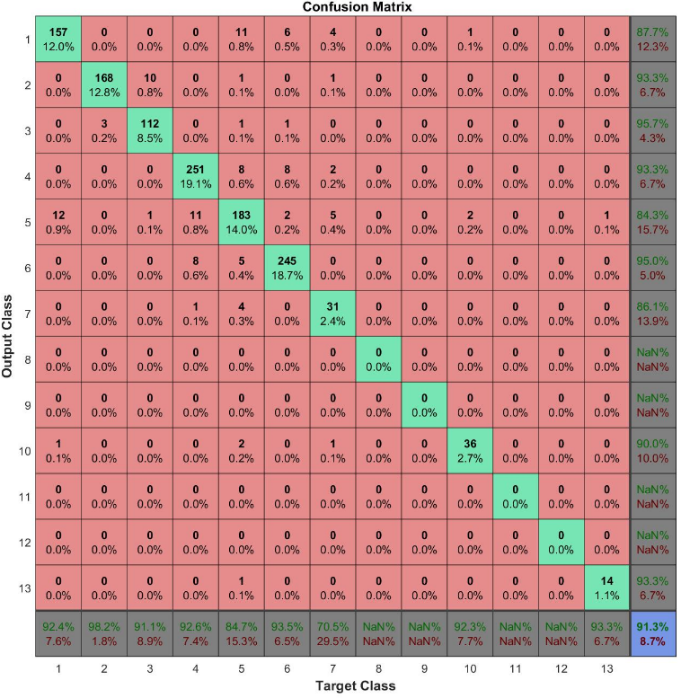 Confusion Matrix
1 157 0 0 0 11 6 4 0 0 1 0 0 0 87.7%
12.0% 0.0% 0.0% 0.0% 0.8% 0.5% 0.3% 0.0% 0.0% 0.1% 0.0% 0.0% 0.0% 12.3%
2 0 168 10 0 1 0 1 0 0 0 0 0 0 93.3%
0.0% 12.8% 0.8% 0.0% 0.1% 0.0% 0.1% 0.0% 0.0% 0.0% 0.0% 0.0% 0.0% 6.7%
3 0 3 112 0 1 1 0 0 0 0 0 0 0 95.7%
0.0% 0.2% 8.5% 0.0% 0.1% 0.1% 0.0% 0.0% 0.0% 0.0% 0.0% 0.0% 0.0% 4.3%
4 0 0 0 251 8 8 2 0 0 0 0 0 0 93.3%
0.0% 0.0% 0.0% 19.1% 0.6% 0.6% 0.2% 0.0% 0.0% 0.0% 0.0% 0.0% 0.0% 6.7%
5 12 0 1 11 183 2 5 0 0 2 0 0 1 84.3%
0.9% 0.0% 0.1% 0.8% 14.0% 0.2% 0.4% 0.0% 0.0% 0.2% 0.0% 0.0% 0.1% 15.7%
6 0 0 0 8 5 245 0 0 0 0 0 0 0 95.0%
0.0% 0.0% 0.0% 0.6% 0.4% 18.7% 0.0% 0.0% 0.0% 0.0% 0.0% 0.0% 0.0% 5.0%
7 0 0 0 1 4 0 31 0 0 0 0 0 0 86.1%
0.0% 0.0% 0.0% 0.1% 0.3% 0.0% 2.4% 0.0% 0.0% 0.0% 0.0% 0.0% 0.0% 13.9%
8 0 0 0 0 0 0 0 0 0 0 0 0 0 NaN%
0.0% 0.0% 0.0% 0.0% 0.0% 0.0% 0.0% 0.0% 0.0% 0.0% 0.0% 0.0% 0.0% NaN%
9 0 0 0 0 0 0 0 0 0 0 0 0 0 NaN%
0.0% 0.0% 0.0% 0.0% 0.0% 0.0% 0.0% 0.0% 0.0% 0.0% 0.0% 0.0% 0.0% NaN%
10 1 0 0 0 2 0 1 0 0 36 0 0 0 90.0%
0.1% 0.0% 0.0% 0.0% 0.2% 0.0% 0.1% 0.0% 0.0% 2.7% 0.0% 0.0% 0.0% 10.0%
11 0 0 0 0 0 0 0 0 0 0 0 0 0 NaN%
0.0% 0.0% 0.0% 0.0% 0.0% 0.0% 0.0% 0.0% 0.0% 0.0% 0.0% 0.0% 0.0% NaN%
12 0 0 0 0 0 0 0 0 0 0 0 0 0 NaN%
0.0% 0.0% 0.0% 0.0% 0.0% 0.0% 0.0% 0.0% 0.0% 0.0% 0.0% 0.0% 0.0% NaN%
13 0 0 0 0 1 0 0 0 0 0 0 0 14 93.3%
0.0% 0.0% 0.0% 0.0% 0.1% 0.0% 0.0% 0.0% 0.0% 0.0% 0.0% 0.0% 1.1% 6.7%
92.4% 98.2% 91.1% 92.6% 84.7% 93.5% 70.5% NaN% NaN% 92.3% NaN% NaN% 93.3% 91.3%
7.6% 1.8% 8.9% 7.4% 15.3% 6.5% 29.5% NaN% NaN% 7.7% NaN% NaN% 6.7% 8.7%
1 2 3 4 5 6 7 8 9 10 11 12 13
Target Class
Output Class